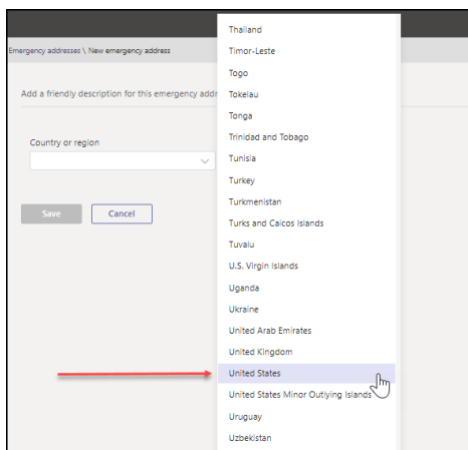 Emergency addresses \ New emergency address
Add a friendly description for this emergency addr
Country or region
Save
Cancel
Thailand
Timor-Leste
Togo
Tokelau
Tonga
Trinidad and Tobago
Tunisia
Turkey
Turkmenistan
Turks and Caicos Islands
Tuvalu
U.S. Virgin Islands
Uganda
Ukraine
United Arab Emirates
United Kingdom
United States
United States Minor Outlying Islands
Uruguay
Uzbekistan